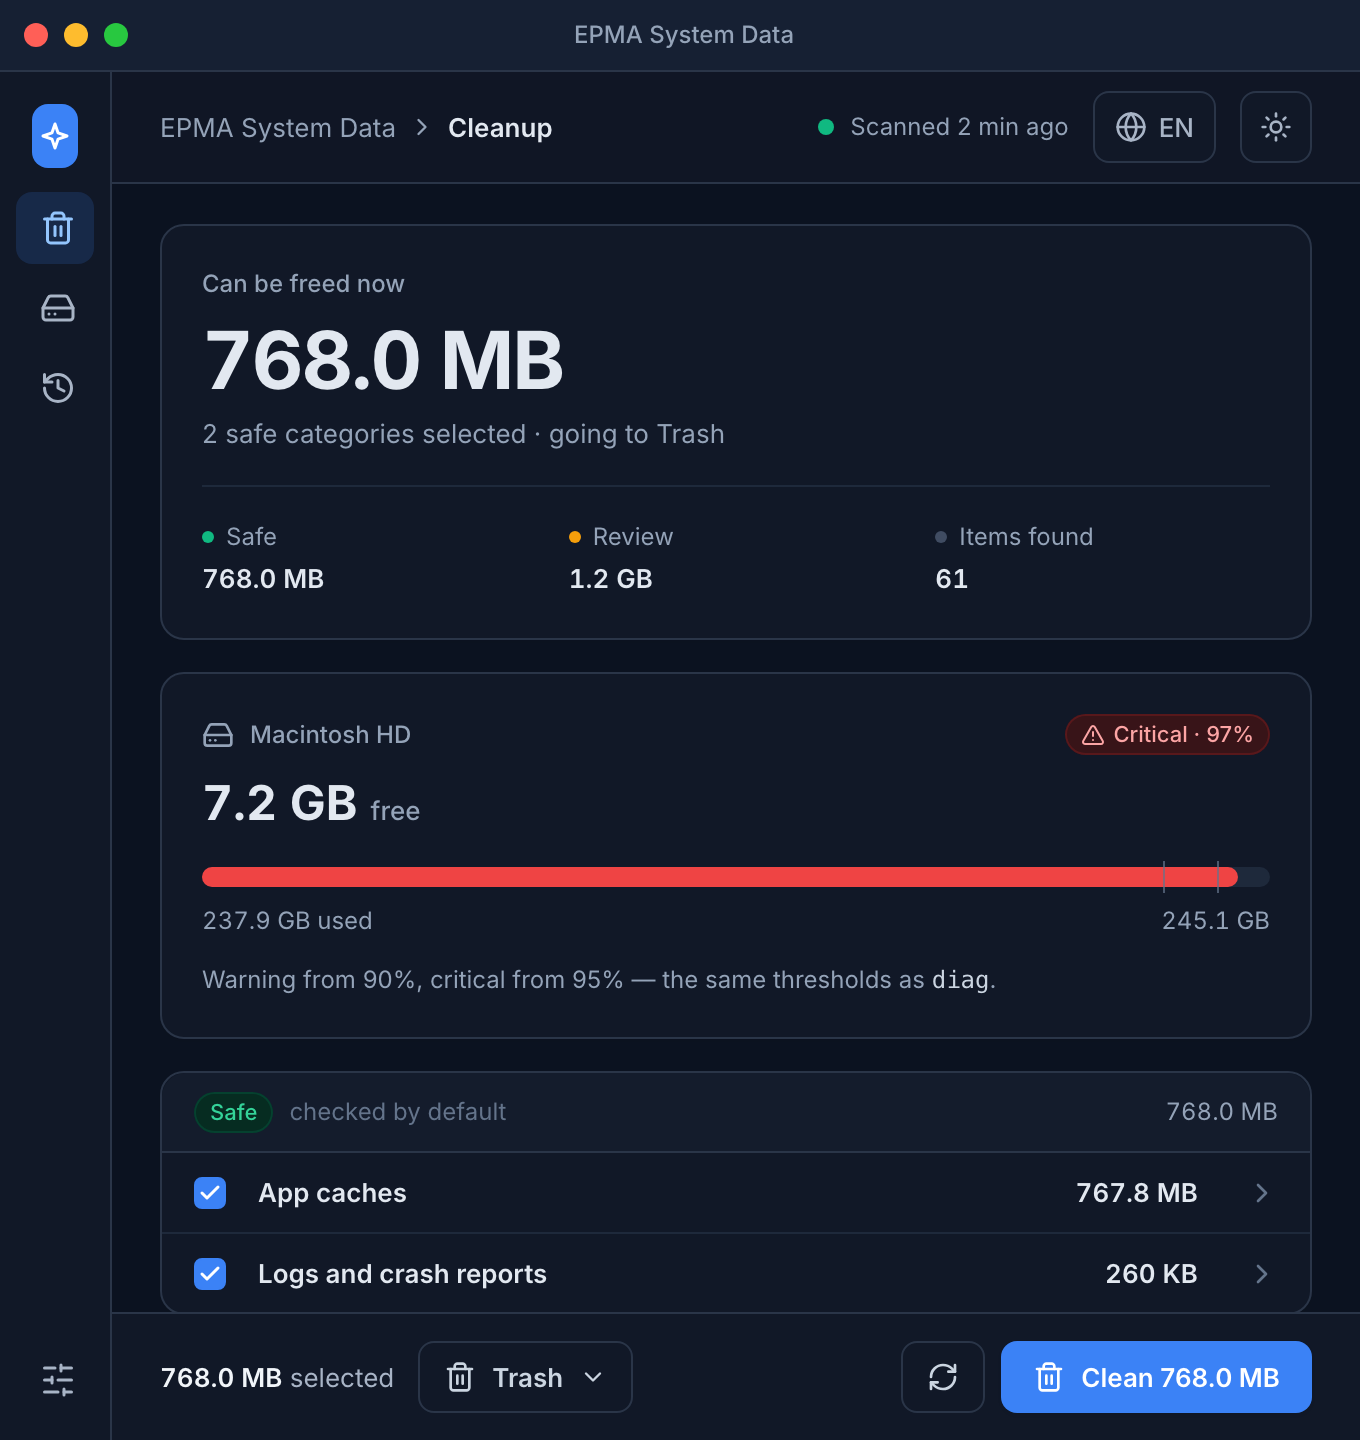 EPMA System Data
EPMA System Data > Cleanup
Scanned 2 min ago
EN
Can be freed now
768.0 MB
2 safe categories selected · going to Trash
Safe
Review
Items found
768.0 MB
1.2 GB
61
Macintosh HD
Critical · 97%
7.2 GB free
237.9 GB used
245.1 GB
Warning from 90%, critical from 95% — the same thresholds as diag.
Safe
checked by default
768.0 MB
App caches
767.8 MB
Logs and crash reports
260 KB
768.0 MB selected
Trash
Clean 768.0 MB